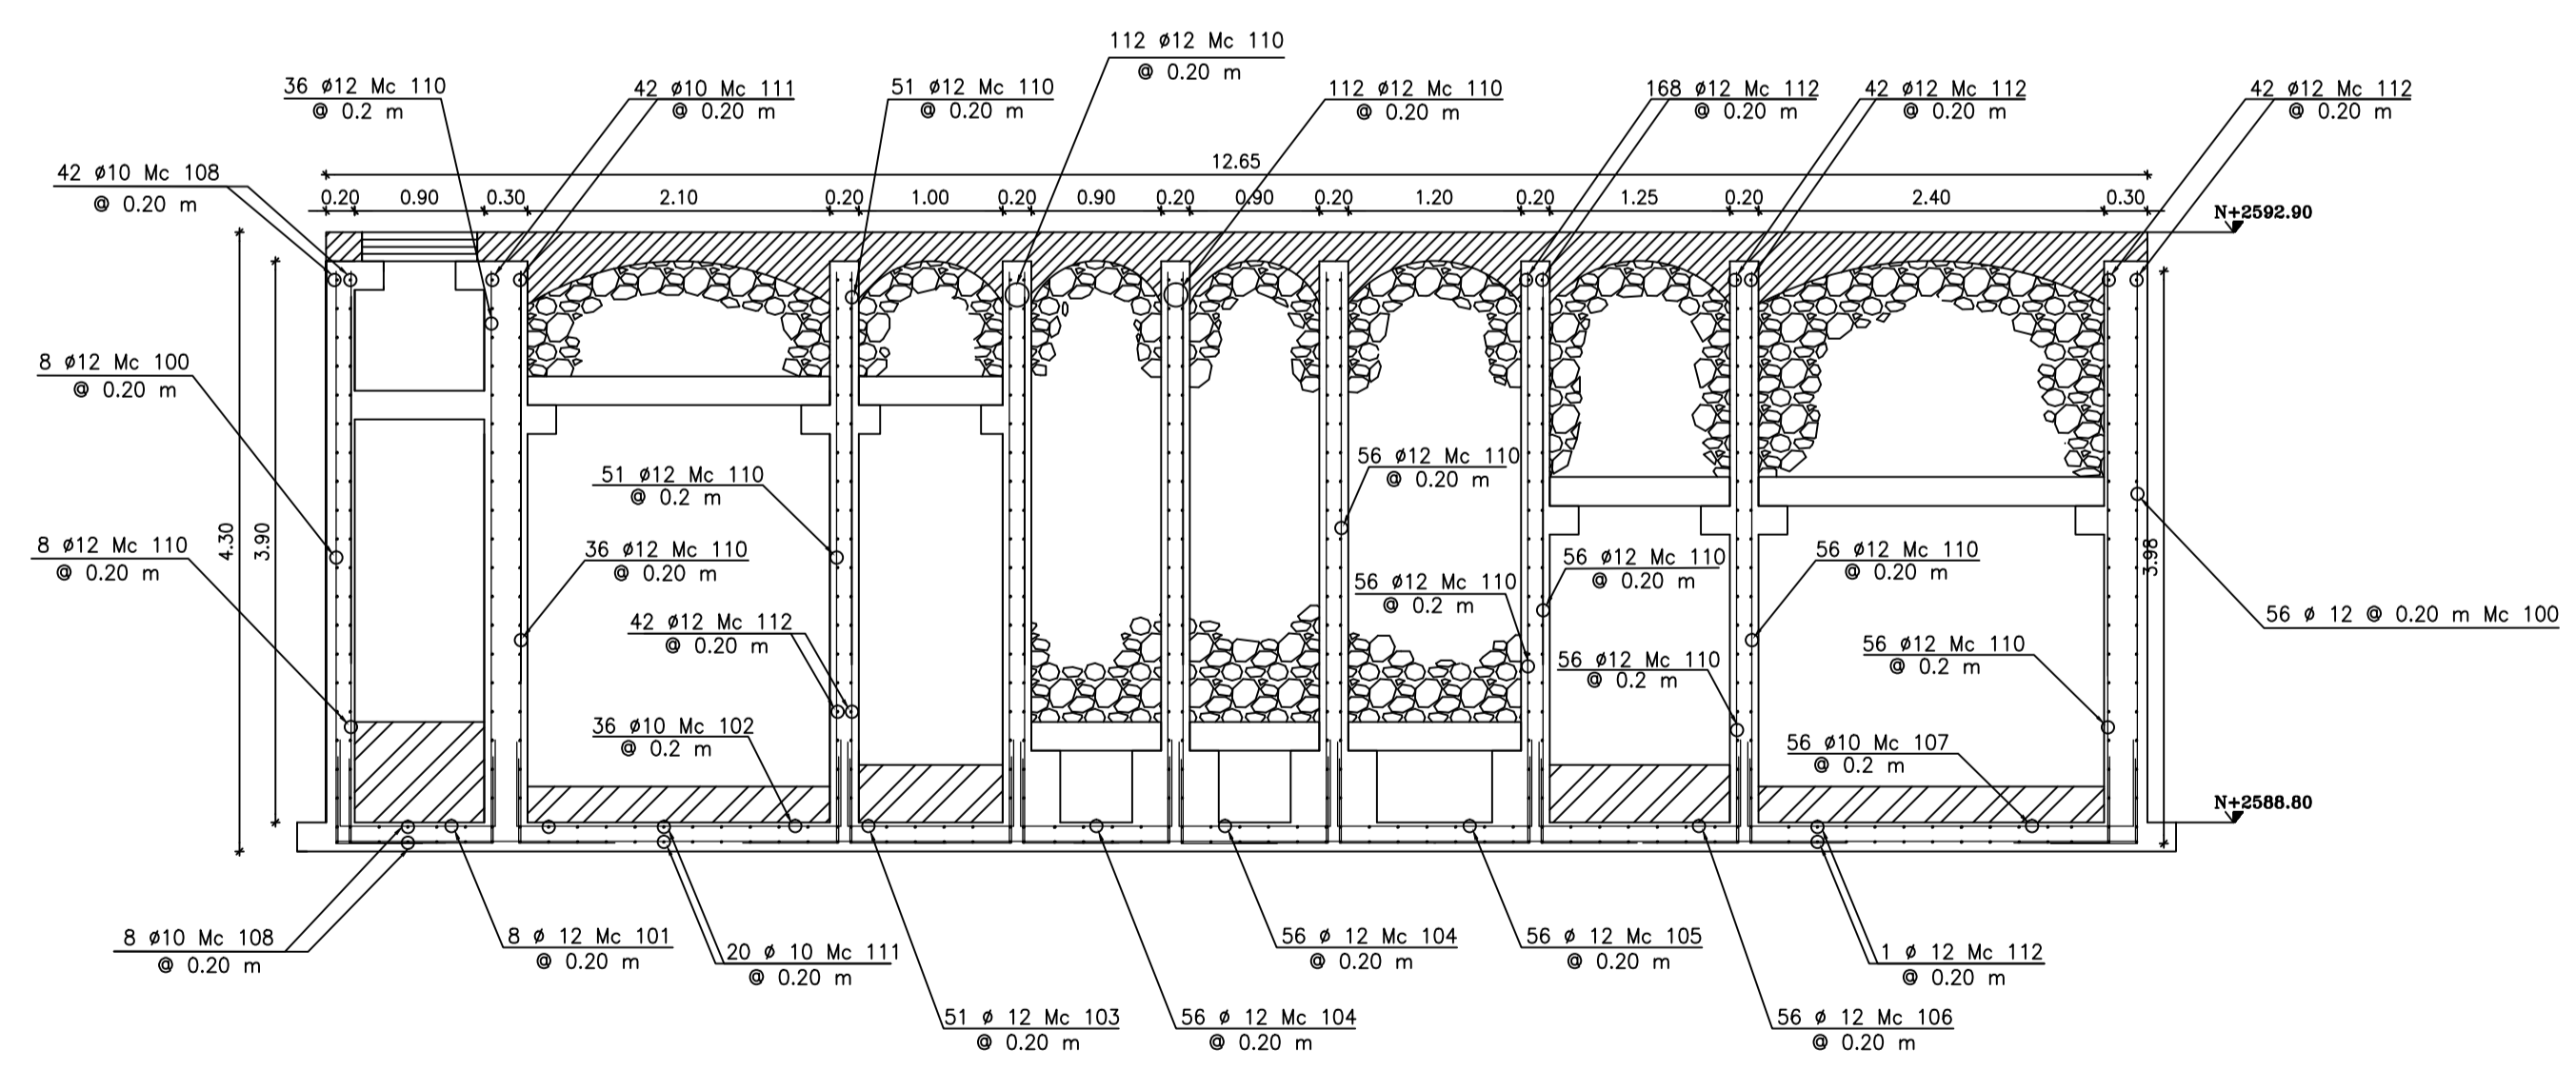 112 ø12 Mc 110
@ 0.20 m
36 ø12 Mc 110
@ 0.2 m
42 ø10 Mc 111
@ 0.20 m
51 ø12 Mc 110
@ 0.20 m
112 ø12 Mc 110
@ 0.20 m
168 ø12 Mc 112
@ 0.20 m
42 ø12 Mc 112
@ 0.20 m
42 ø12 Mc 112
@ 0.20 m
12.65
42 ø10 Mc 108
@ 0.20 m
0.20 0.90 0.30 2.10 0.20 1.00 0.20 0.90 0.20 0.90 0.20 1.20 0.20 1.25 0.20 2.40 0.30
N+2592.90
8 ø12 Mc 100
@ 0.20 m
56 ø12 Mc 110
@ 0.20 m
51 ø12 Mc 110
@ 0.2 m
4.30
3.90
3.98
8 ø12 Mc 110
@ 0.20 m
36 ø12 Mc 110
@ 0.20 m
56 ø12 Mc 110
@ 0.20 m
56 ø12 Mc 110
@ 0.20 m
56 ø12 Mc 110
@ 0.2 m
56 ø 12 @ 0.20 m Mc 100
42 ø12 Mc 112
@ 0.20 m
56 ø12 Mc 110
@ 0.2 m
56 ø12 Mc 110
@ 0.2 m
36 ø10 Mc 102
@ 0.2 m
56 ø10 Mc 107
@ 0.2 m
N+2588.80
8 ø10 Mc 108
@ 0.20 m
8 ø 12 Mc 101
@ 0.20 m
20 ø 10 Mc 111
@ 0.20 m
56 ø 12 Mc 104
@ 0.20 m
56 ø 12 Mc 105
@ 0.20 m
1 ø 12 Mc 112
@ 0.20 m
51 ø 12 Mc 103
@ 0.20 m
56 ø 12 Mc 104
@ 0.20 m
56 ø 12 Mc 106
@ 0.20 m